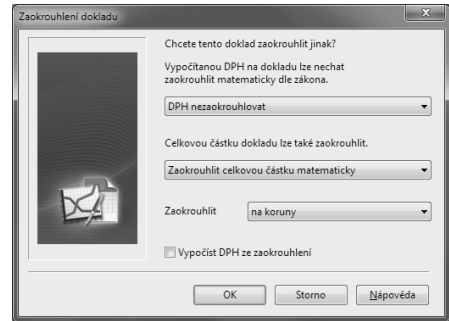 Zaokrouhlení dokladu
Chcete tento doklad zaokrouhlit jinak?
Vypočítanou DPH na dokladu lze nechat
zaokrouhlit matematicky dle zákona.
DPH nezaokrouhlovat
Celkovou částku dokladu lze také zaokrouhlit.
Zaokrouhlit celkovou částku matematicky
Zaokrouhlit na koruny
Vypočíst DPH ze zaokrouhlení
OK Storno Nápověda